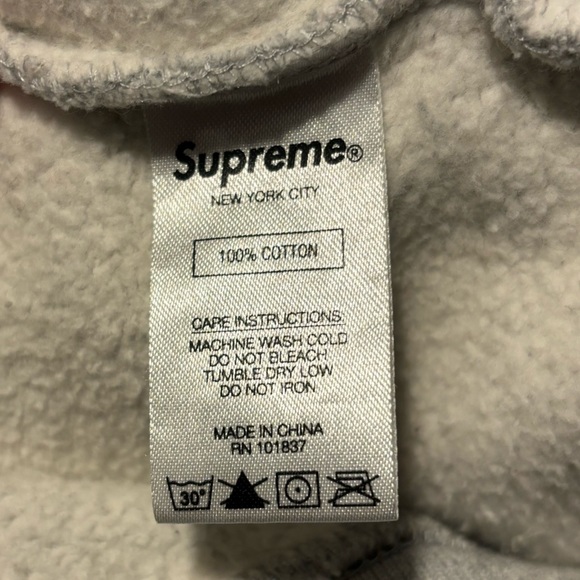 Supreme®
NEW YORK CITY
100% COTTON
CARE INSTRUCTIONS
MACHINE WASH COLD
DO NOT BLEACH
TUMBLE DRY LOW
DO NOT IRON
MADE IN CHINA
RN 101837
30°